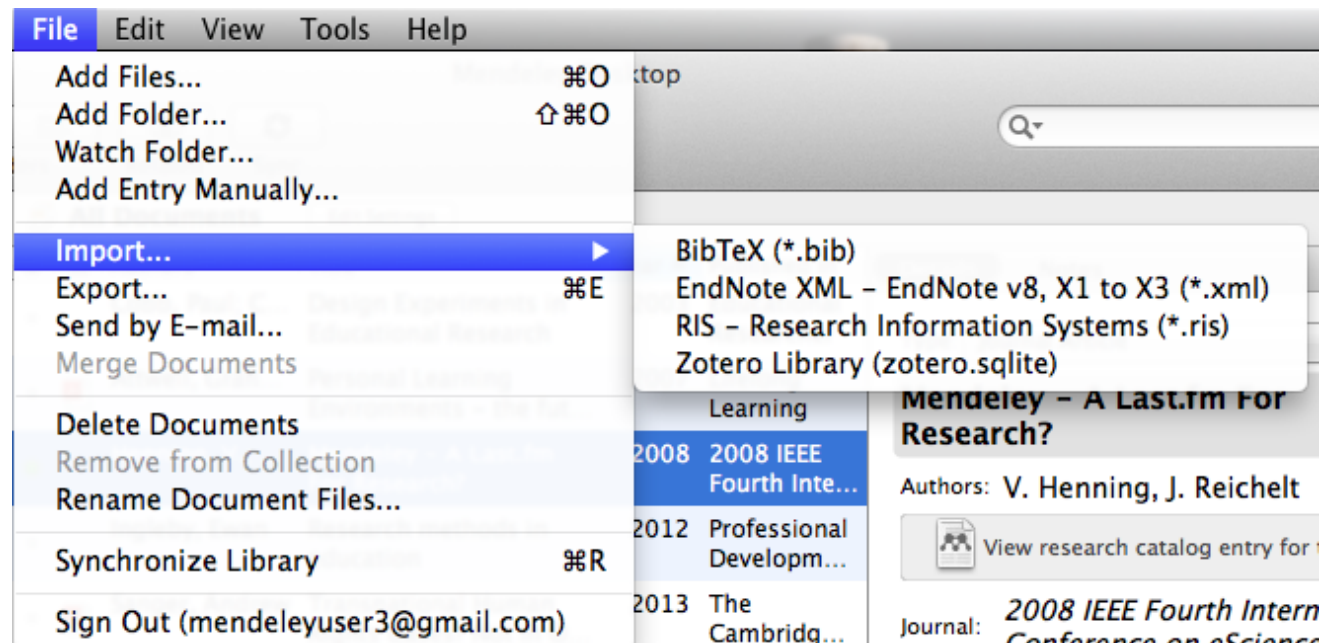 File Edit View Tools Help
Add Files... ⌘O
Add Folder... ⇧⌘O
Watch Folder...
Add Entry Manually...
Import...
Export... ⌘E
Send by E-mail...
Merge Documents
Delete Documents
Remove from Collection
Rename Document Files...
Synchronize Library ⌘R
Sign Out (mendeleyuser3@gmail.com)
BibTeX (*.bib)
EndNote XML – EndNote v8, X1 to X3 (*.xml)
RIS – Research Information Systems (*.ris)
Zotero Library (zotero.sqlite)
Learning
2008 2008 IEEE
Fourth Inte...
2012 Professional
Developm...
2013 The
Cambridg...
Mendeley – A Last.fm For
Research?
Authors: V. Henning, J. Reichelt
View research catalog entry for
Journal: 2008 IEEE Fourth Intern
Conference on eScience